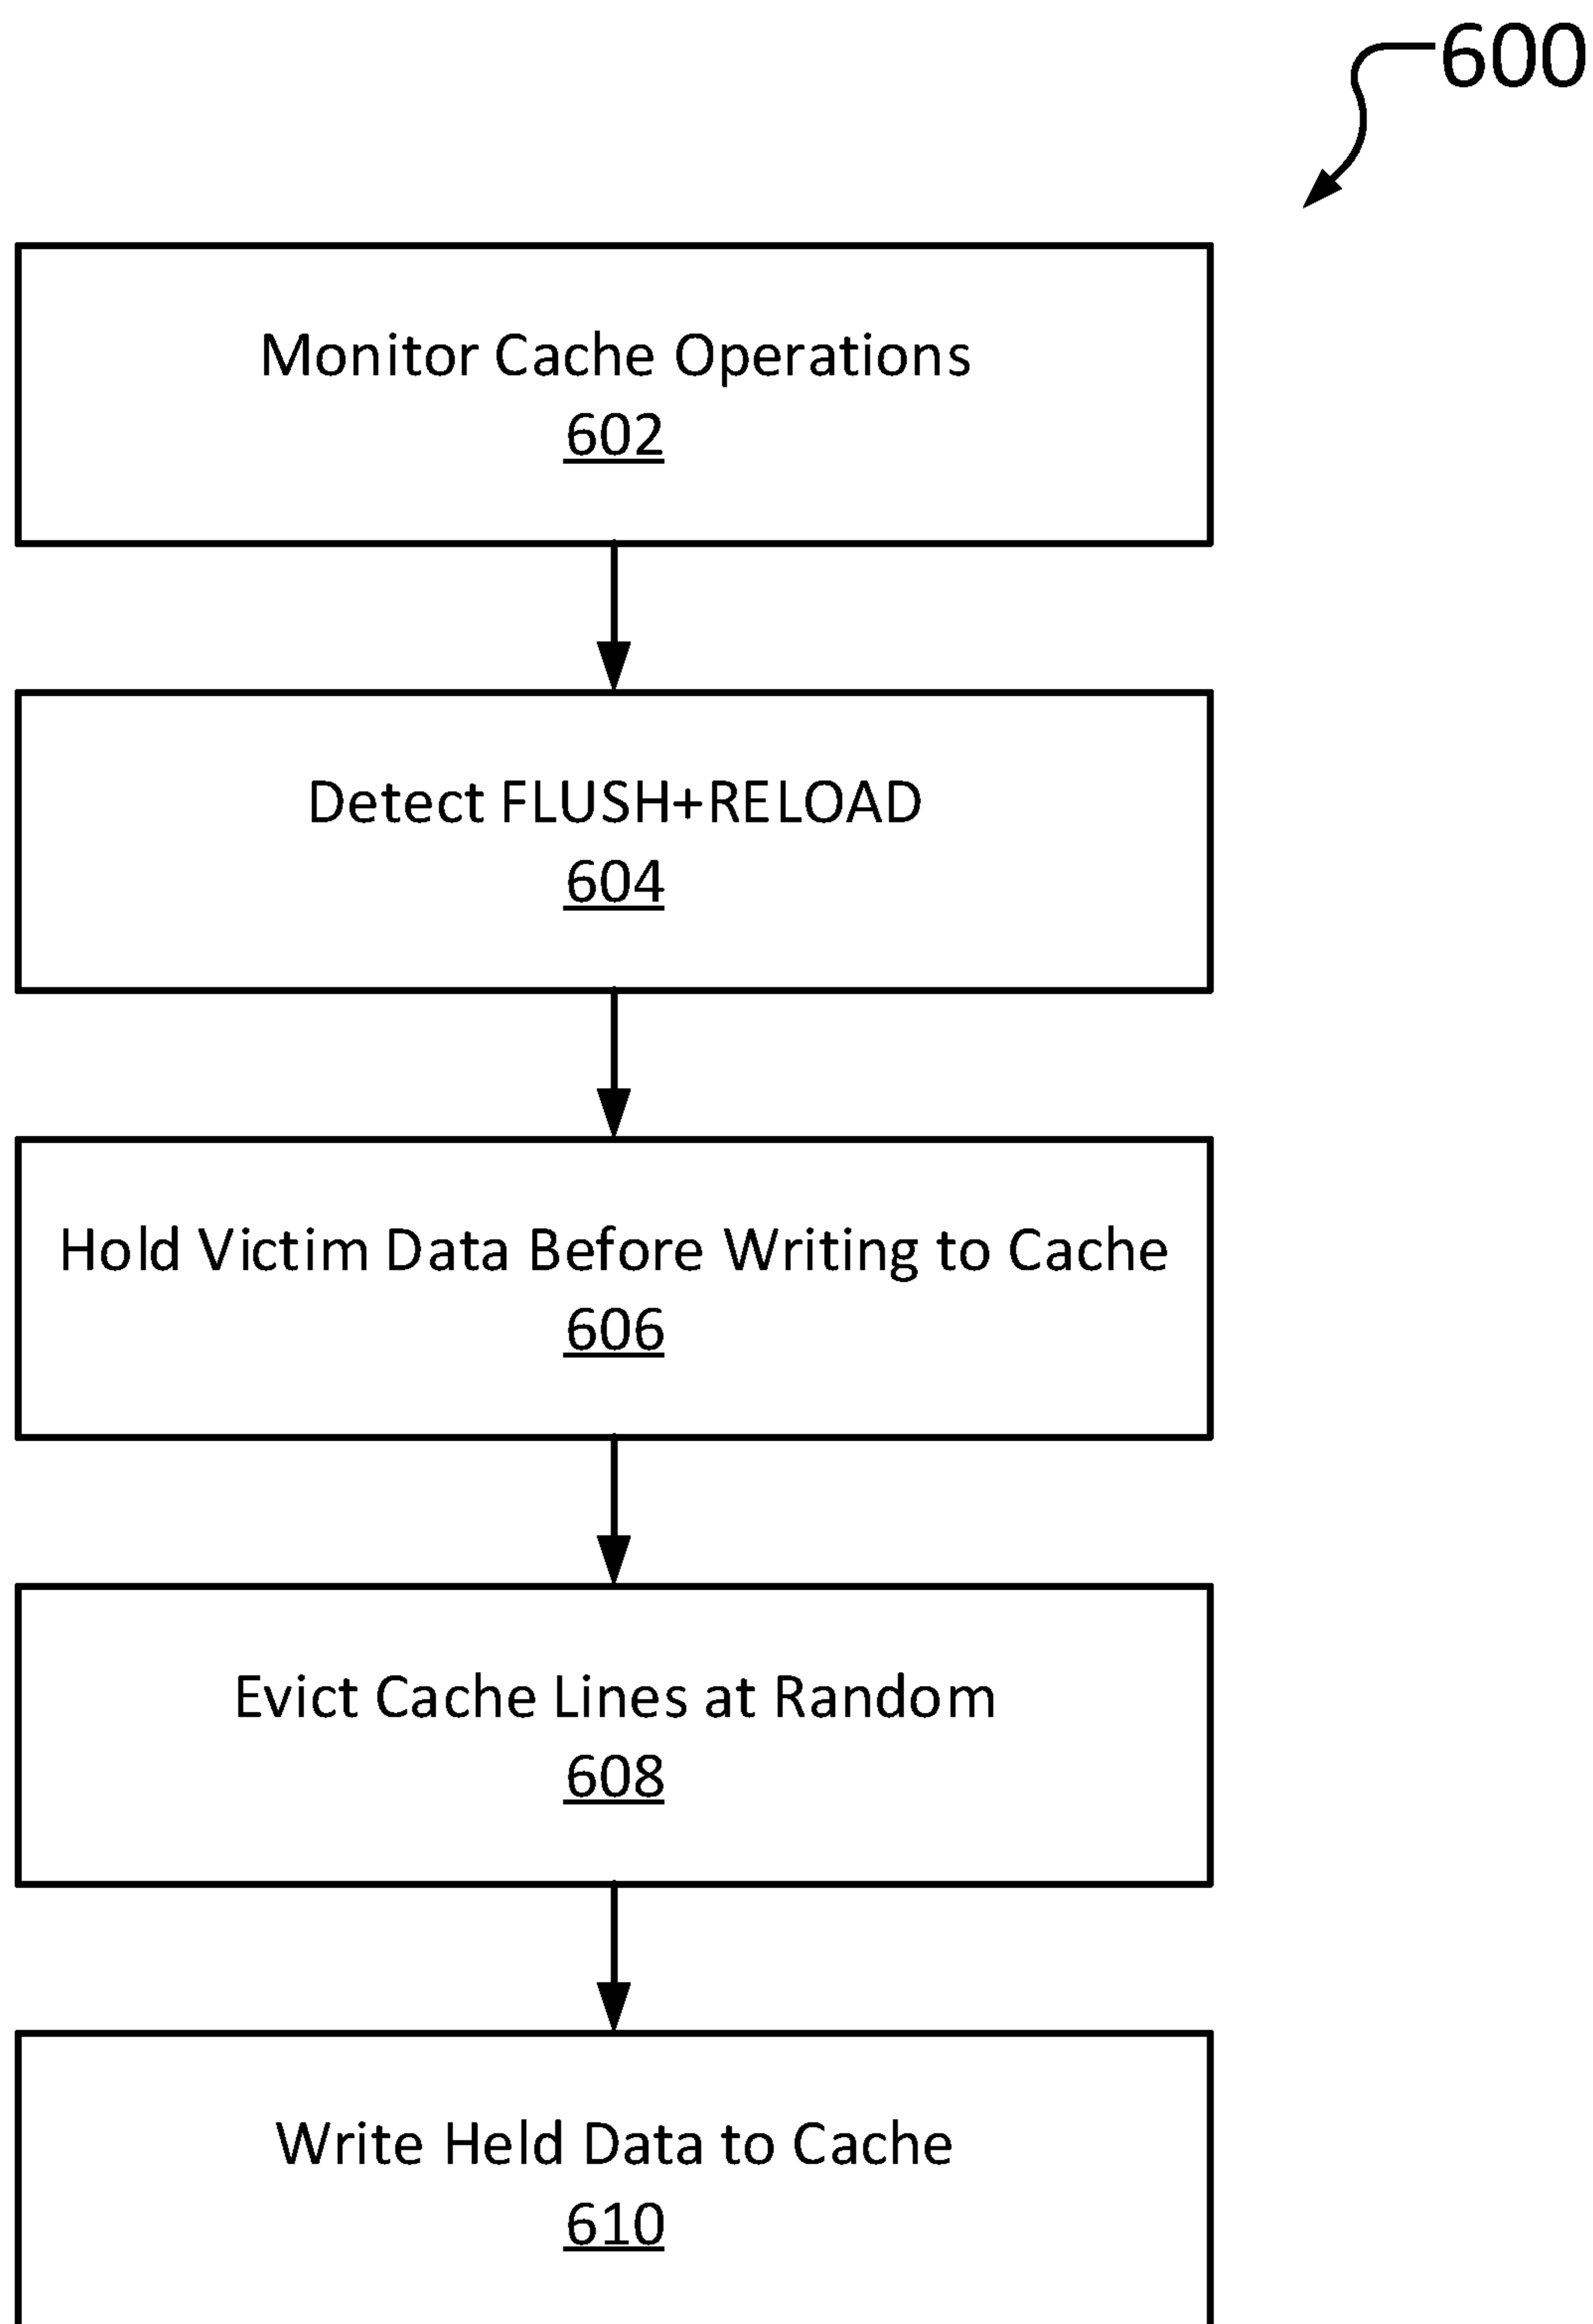 600
Monitor Cache Operations
602
Detect FLUSH+RELOAD
604
Hold Victim Data Before Writing to Cache
606
Evict Cache Lines at Random
608
Write Held Data to Cache
610